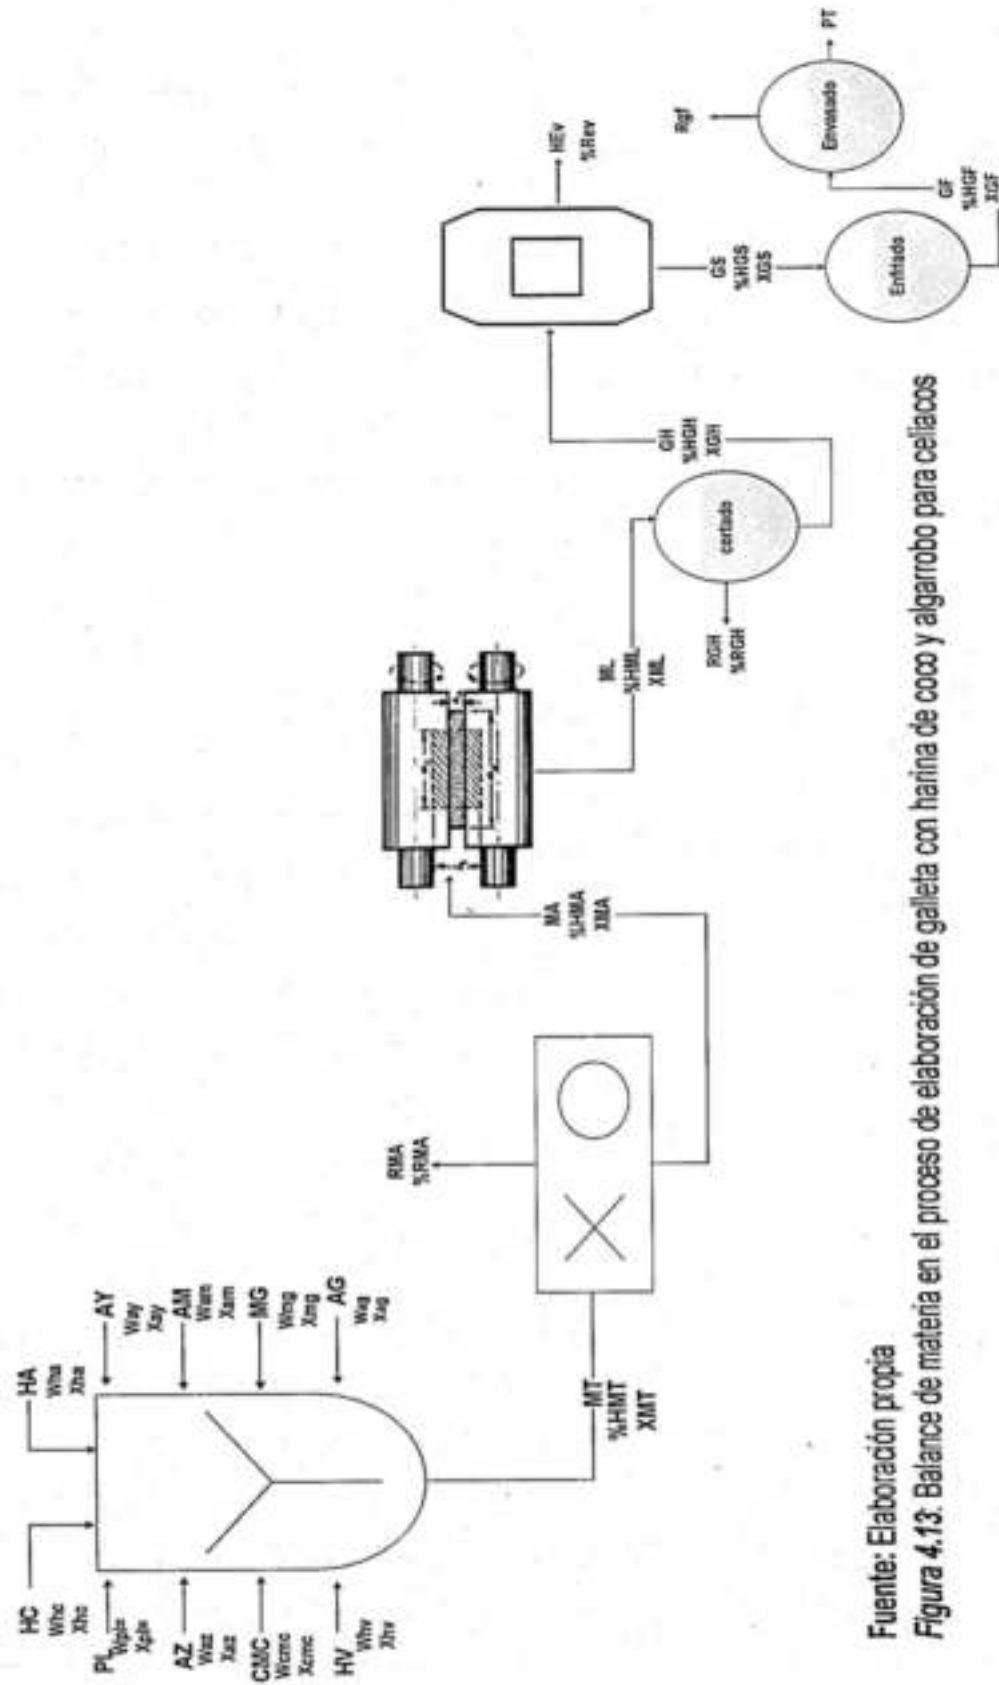 HC
Whc
Xhc
HA
Wha
Xha
PL
Wpl
Xpl
AZ
Waz
Xaz
CMC
Wcmc
Xcmc
HV
Whv
Xhv
AY
Way
Xay
AM
Wam
Xam
MG
Wmg
Xmg
AG
Wag
Xag
MT
%HMT
XMT
RMA
%RMA
MA
%HMA
XMA
ML
%HML
XML
RGH
%RGH
cortado
GH
%HGH
XGH
HEv
%Rev
GS
%HGS
XGS
Enfriado
GF
%HGF
XGF
Rgf
Envasado
PT
Fuente: Elaboración propia
Figura 4.13: Balance de materia en el proceso de elaboración de galleta con harina de coco y algarrobo para celiacos